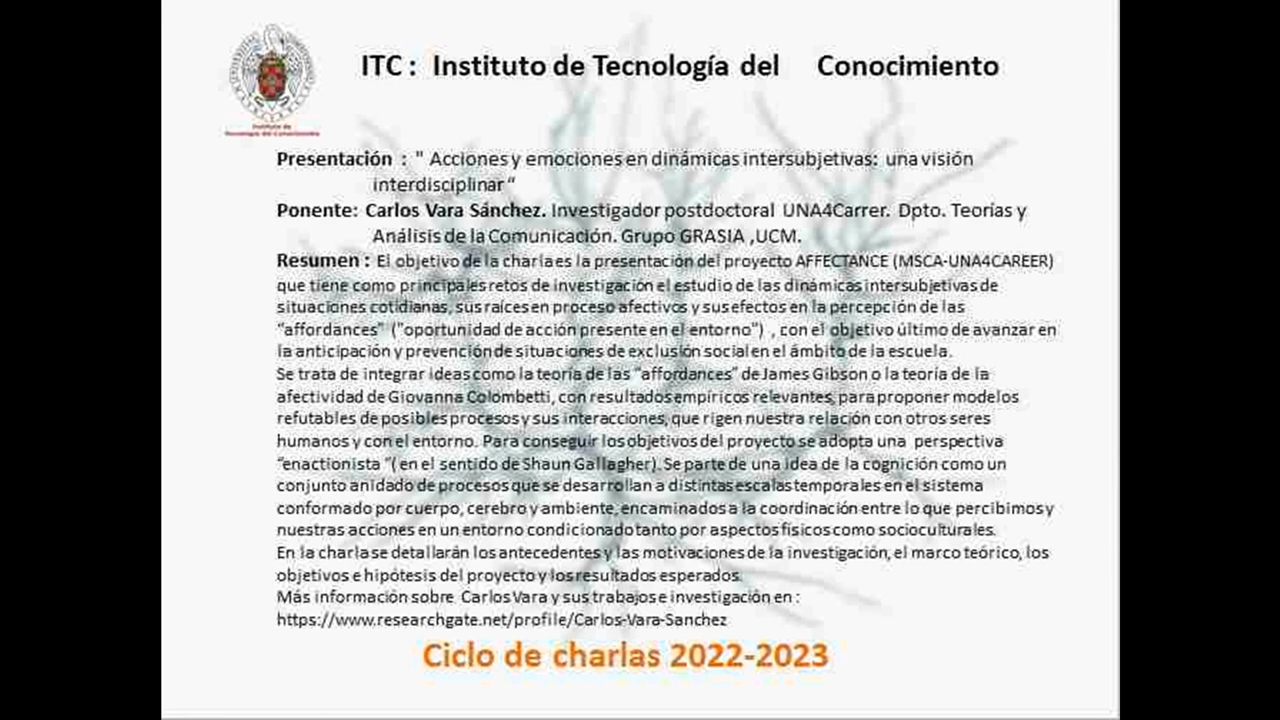 ITC : Instituto de Tecnología del Conocimiento
Instituto de
Tecnología del Conocimiento
Presentación : " Acciones y emociones en dinámicas intersubjetivas: una visión
interdisciplinar "
Ponente: Carlos Vara Sánchez. Investigador postdoctoral UNA4Carrer. Dpto. Teorías y
Análisis de la Comunicación. Grupo GRASIA ,UCM.
Resumen : El objetivo de la charla es la presentación del proyecto AFFECTANCE (MSCA-UNA4CAREER)
que tiene como principales retos de investigación el estudio de las dinámicas intersubjetivas de
situaciones cotidianas, sus raíces en proceso afectivos y sus efectos en la percepción de las
"affordances" ("oportunidad de acción presente en el entorno") , con el objetivo último de avanzar en
la anticipación y prevención de situaciones de exclusión social en el ámbito de la escuela.
Se trata de integrar ideas como la teoría de las "affordances" de James Gibson o la teoría de la
afectividad de Giovanna Colombetti, con resultados empíricos relevantes, para proponer modelos
refutables de posibles procesos y sus interacciones, que rigen nuestra relación con otros seres
humanos y con el entorno. Para conseguir los objetivos del proyecto se adopta una perspectiva
"enactionista "( en el sentido de Shaun Gallagher). Se parte de una idea de la cognición como un
conjunto anidado de procesos que se desarrollan a distintas escalas temporales en el sistema
conformado por cuerpo, cerebro y ambiente, encaminados a la coordinación entre lo que percibimos y
nuestras acciones en un entorno condicionado tanto por aspectos físicos como socioculturales.
En la charla se detallarán los antecedentes y las motivaciones de la investigación, el marco teórico, los
objetivos e hipótesis del proyecto y los resultados esperados.
Más información sobre Carlos Vara y sus trabajos e investigación en :
https://www.researchgate.net/profile/Carlos-Vara-Sanchez
Ciclo de charlas 2022-2023